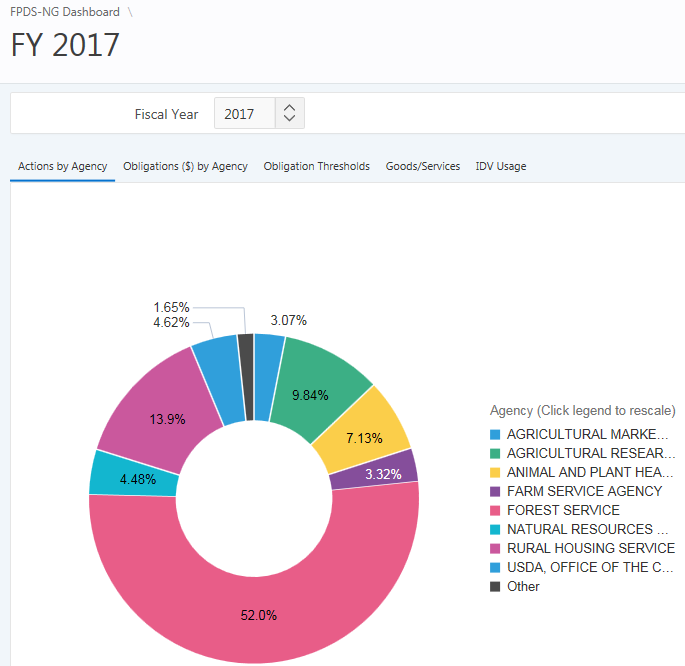 FPDS-NG Dashboard \
FY 2017
Fiscal Year 2017
Actions by Agency Obligations ($) by Agency Obligation Thresholds Goods/Services IDV Usage
1.65%
4.62%
3.07%
9.84%
7.13%
3.32%
13.9%
4.48%
52.0%
Agency (Click legend to rescale)
AGRICULTURAL MARKE...
AGRICULTURAL RESEAR...
ANIMAL AND PLANT HEA...
FARM SERVICE AGENCY
FOREST SERVICE
NATURAL RESOURCES ...
RURAL HOUSING SERVICE
USDA, OFFICE OF THE C...
Other